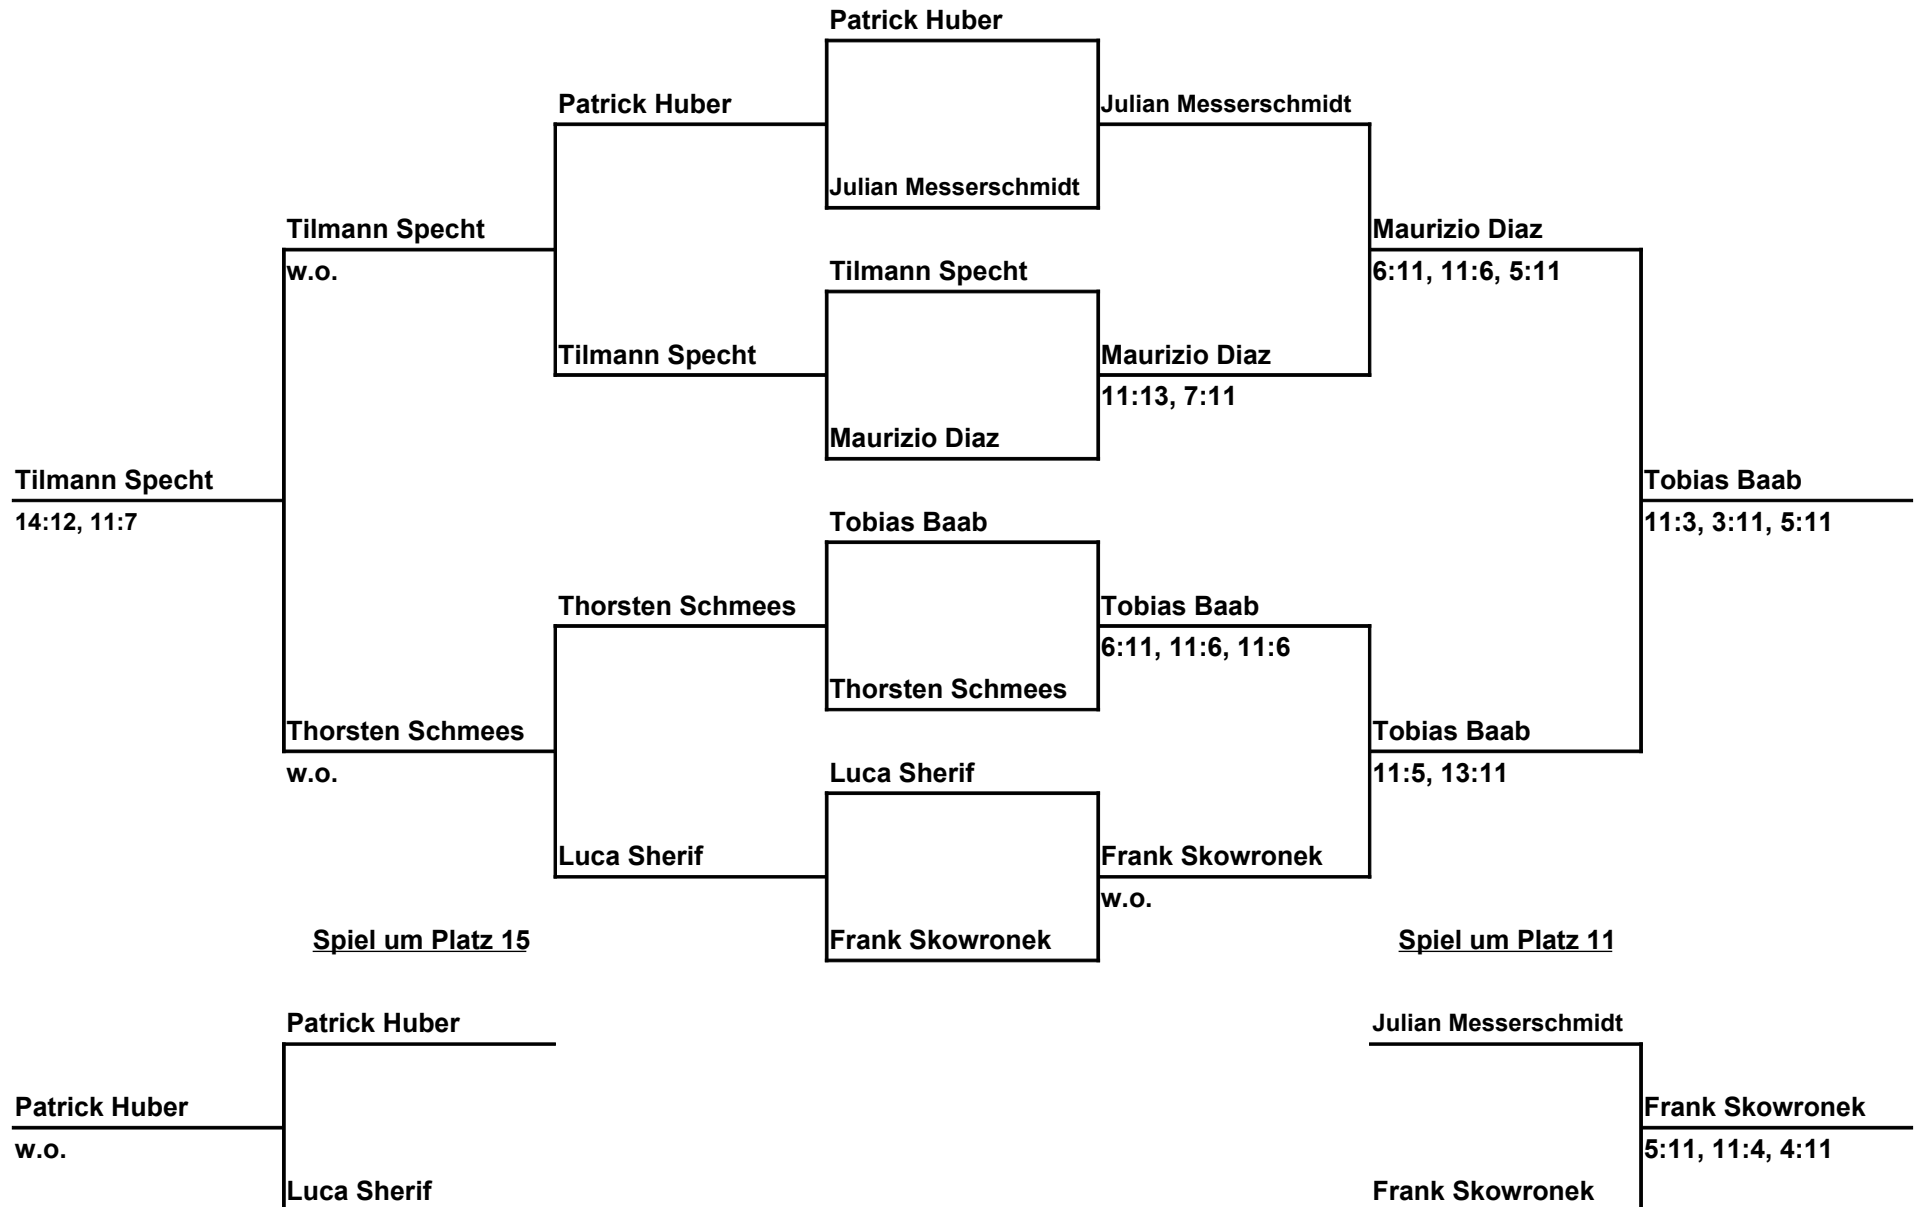 Patrick Huber
Patrick Huber
Julian Messerschmidt
Julian Messerschmidt
Tilmann Specht
Maurizio Diaz
w.o.
Tilmann Specht
6:11, 11:6, 5:11
Tilmann Specht
Maurizio Diaz
11:13, 7:11
Maurizio Diaz
Tilmann Specht
Tobias Baab
14:12, 11:7
Tobias Baab
11:3, 3:11, 5:11
Thorsten Schmees
Tobias Baab
6:11, 11:6, 11:6
Thorsten Schmees
Thorsten Schmees
Tobias Baab
w.o.
Luca Sherif
11:5, 13:11
Luca Sherif
Frank Skowronek
w.o.
Spiel um Platz 15
Frank Skowronek
Spiel um Platz 11
Patrick Huber
Julian Messerschmidt
Patrick Huber
Frank Skowronek
w.o.
5:11, 11:4, 4:11
Luca Sherif
Frank Skowronek